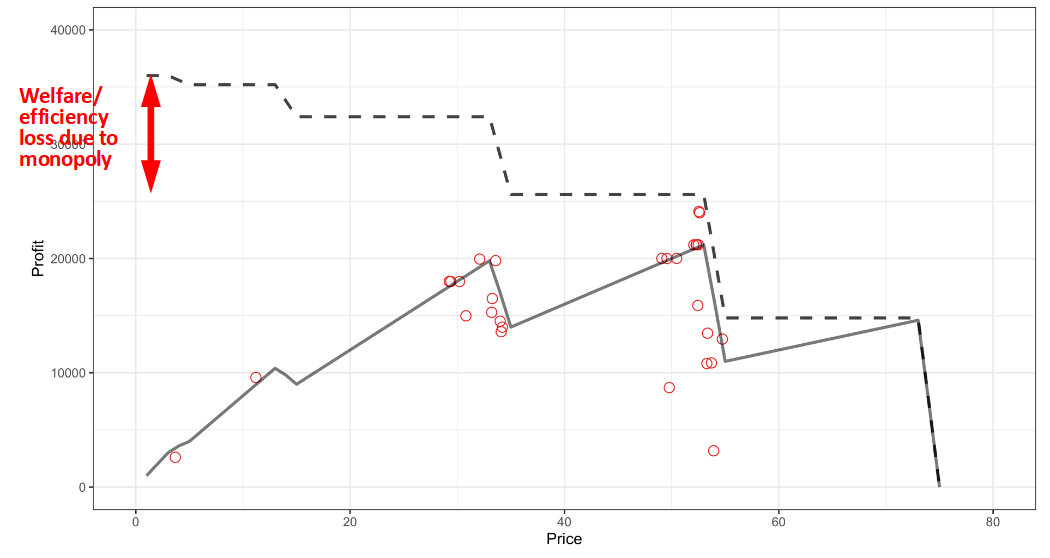 40000
Welfare/
efficiency
loss due to
30000
monopoly
20000
Profit
10000
0
0 20 40 60 80
Price